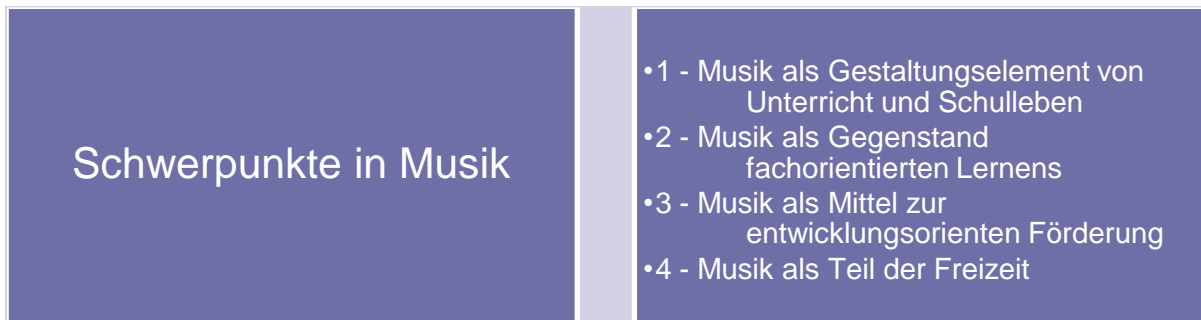 Schwerpunkte in Musik
•1 - Musik als Gestaltungselement von
Unterricht und Schulleben
•2 - Musik als Gegenstand
fachorientierten Lernens
•3 - Musik als Mittel zur
entwicklungsorienten Förderung
•4 - Musik als Teil der Freizeit